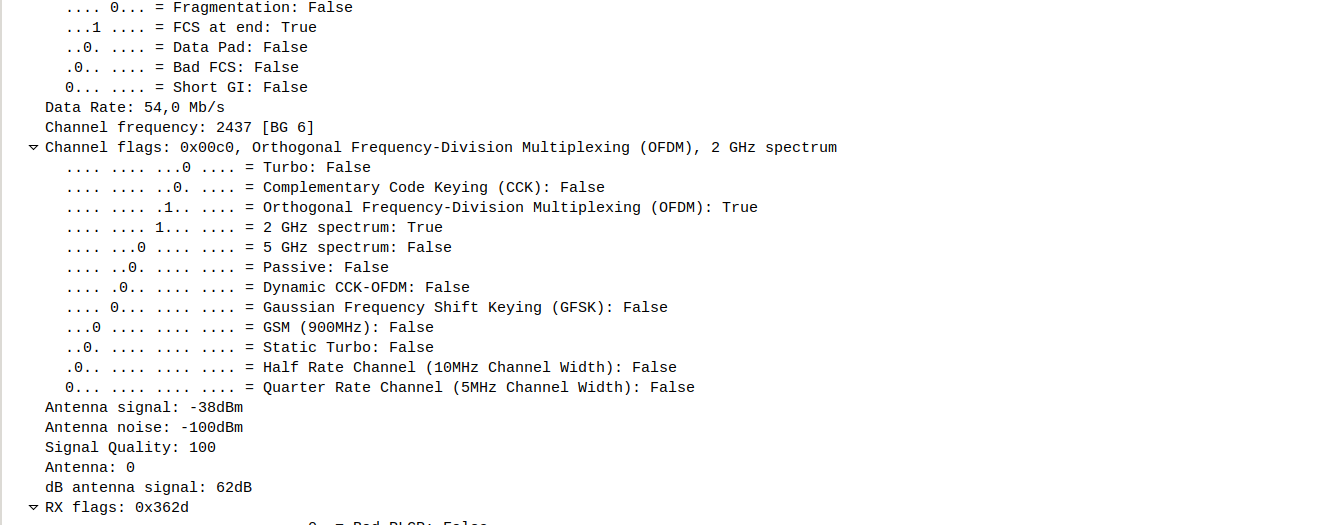 .... 0... = Fragmentation: False
...1 .... = FCS at end: True
..0. .... = Data Pad: False
.0.. .... = Bad FCS: False
0... .... = Short GI: False
Data Rate: 54,0 Mb/s
Channel frequency: 2437 [BG 6]
Channel flags: 0x00c0, Orthogonal Frequency-Division Multiplexing (OFDM), 2 GHz spectrum
.... .... ...0 .... = Turbo: False
.... .... ..0. .... = Complementary Code Keying (CCK): False
.... .... .1.. .... = Orthogonal Frequency-Division Multiplexing (OFDM): True
.... .... 1... .... = 2 GHz spectrum: True
.... ...0 .... .... = 5 GHz spectrum: False
.... ..0. .... .... = Passive: False
.... .0.. .... .... = Dynamic CCK-OFDM: False
.... 0... .... .... = Gaussian Frequency Shift Keying (GFSK): False
...0 .... .... .... = GSM (900MHz): False
..0. .... .... .... = Static Turbo: False
.0.. .... .... .... = Half Rate Channel (10MHz Channel Width): False
0... .... .... .... = Quarter Rate Channel (5MHz Channel Width): False
Antenna signal: -38dBm
Antenna noise: -100dBm
Signal Quality: 100
Antenna: 0
dB antenna signal: 62dB
RX flags: 0x362d